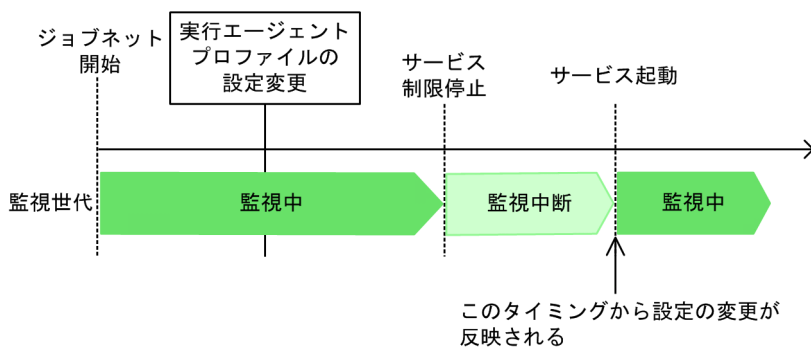 ジョブネット
開始
実行エージェント
プロファイルの
設定変更
サービス
制限停止
サービス起動
監視世代
監視中
監視中断
監視中
このタイミングから設定の変更が
反映される